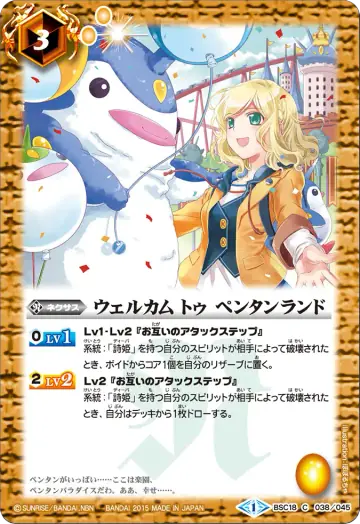 3
ネクサス
ウェルカム トゥ ペンタンランド
0 LV1
Lv1・Lv2『お互いのアタックステップ』
系統:「詩姫」を持つ自分のスピリットが相手によって破壊された
とき、ボイドからコア1個を自分のリザーブに置く。
2 LV2
Lv2『お互いのアタックステップ』
系統:「詩姫」を持つ自分のスピリットが相手によって破壊された
とき、自分はデッキから1枚ドローする。
ペンタンがいっぱい……ここは楽園、
ペンタンパラダイスだわ。ああ、幸せ……。
©SUNRISE/BANDAI,NBN BANDAI 2015 MADE IN JAPAN
1 BSC18 C 038/045